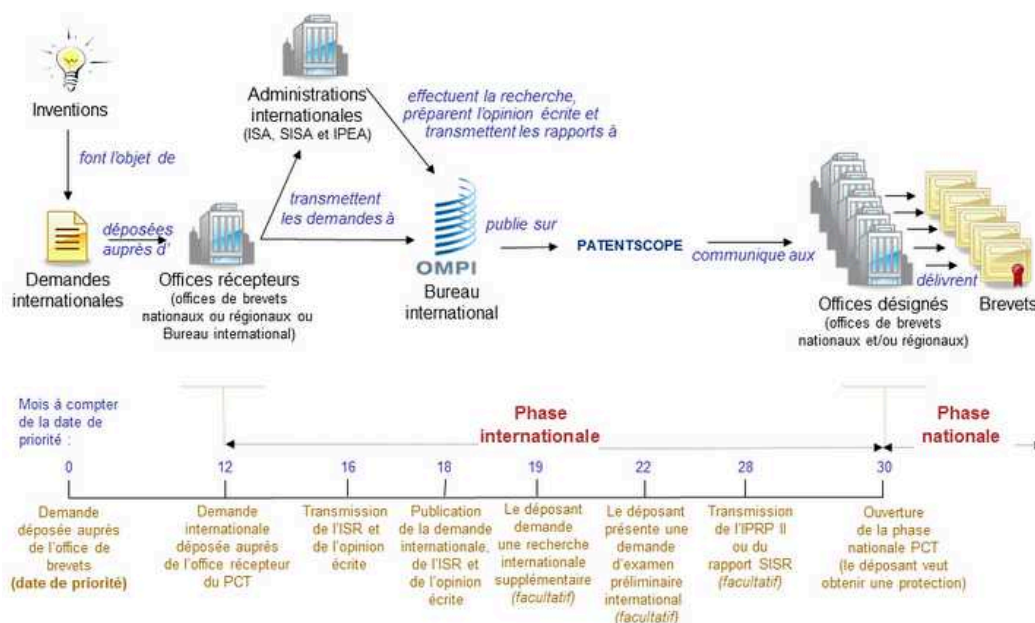 Inventions
font l'objet de
Demandes
internationales
déposées
auprès d'
Offices récepteurs
(offices de brevets
nationaux ou régionaux ou
Bureau international)
Administrations
internationales
(ISA, SISA et IPEA)
transmettent
les demandes à
effectuent la recherche,
préparent l'opinion écrite et
transmettent les rapports à
OMPI
Bureau
international
publie sur
PATENTSCOPE
communique aux
Offices désignés
(offices de brevets
nationaux et/ou régionaux)
délivrent
Brevets
Mois à compter
de la date de
priorité :
Phase
internationale
Phase
nationale
0
12
16
18
19
22
28
30
Demande
déposée auprès
de l'office de
brevets
(date de priorité)
Demande
internationale
déposée auprès
de l'office récepteur
du PCT
Transmission
de l'ISR et
de l'opinion
écrite
Publication
de la demande
internationale,
de l'ISR et
de l'opinion
écrite
Le déposant
demande
une recherche
internationale
supplémentaire
(facultatif)
Le déposant
présente une
demande
d'examen
préliminaire
international
(facultatif)
Transmission
de l'IPRP II
ou du
rapport SISR
(facultatif)
Ouverture
de la phase
nationale PCT
(le déposant veut
obtenir une protection)